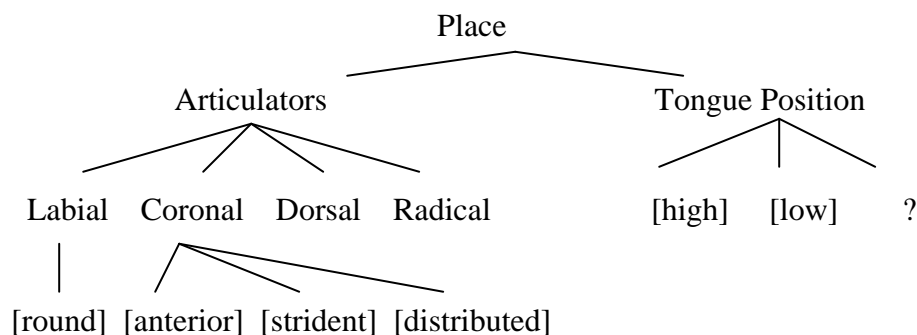 Place
Articulators Tongue Position
Labial Coronal Dorsal Radical [high] [low] ?
[round] [anterior] [strident] [distributed]